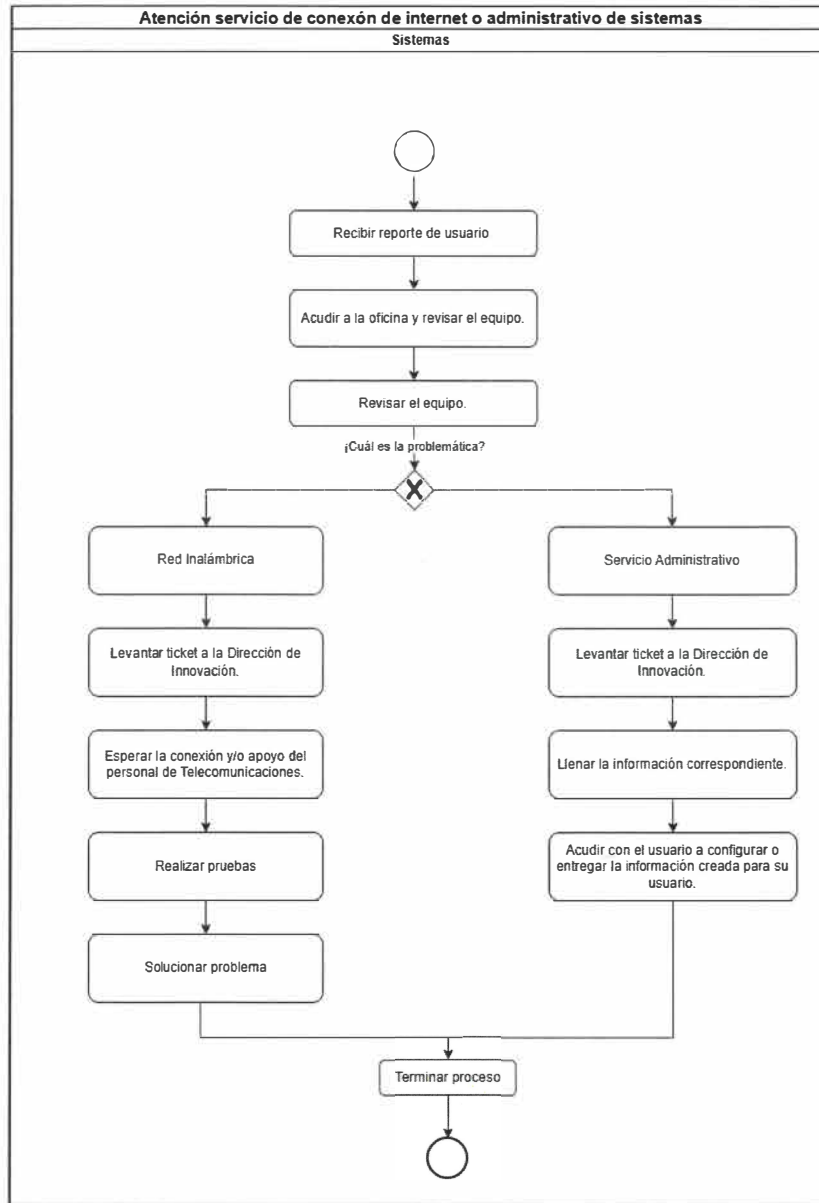 Atención servicio de conexón de internet o administrativo de sistemas
Sistemas
Recibir reporte de usuario
Acudir a la oficina y revisar el equipo.
Revisar el equipo.
¡Cuál es la problemática?
X
Red Inalámbrica
Servicio Administrativo
Levantar ticket a la Dirección de
Innovación.
Levantar ticket a la Dirección de
Innovación.
Esperar la conexión y/o apoyo del
personal de Telecomunicaciones.
Llenar la información correspondiente.
Realizar pruebas
Acudir con el usuario a configurar o
entregar la información creada para su
usuario.
Solucionar problema
Terminar proceso